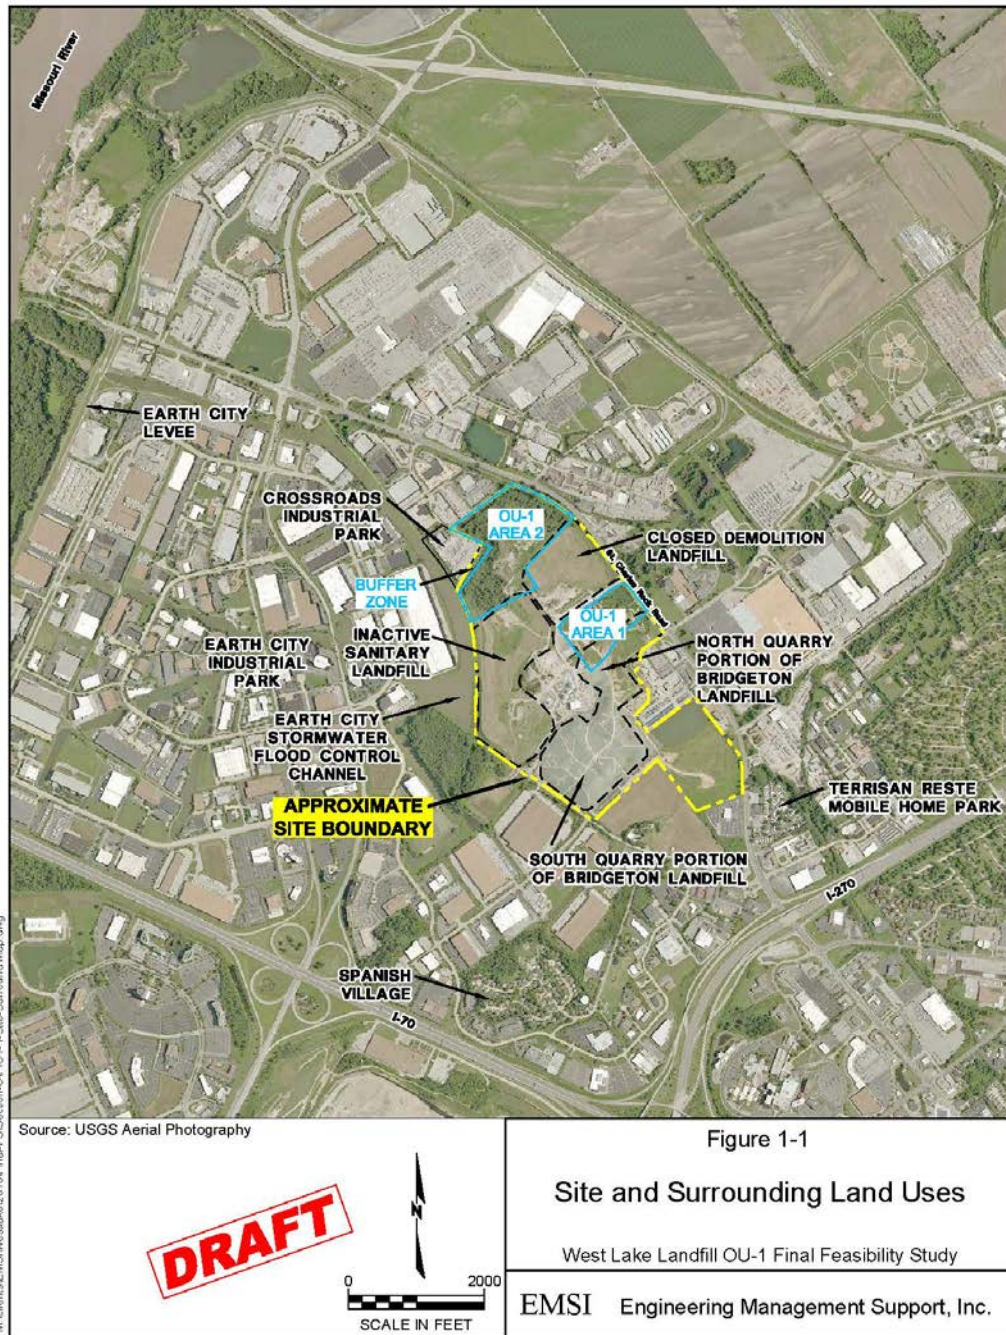 Missouri River
EARTH CITY
LEVEE
CROSSROADS
INDUSTRIAL
PARK
OU-1
AREA 2
CLOSED DEMOLITION
LANDFILL
St. Charles Rock Road
BUFFER
ZONE
OU-1
AREA 1
INACTIVE
SANITARY
LANDFILL
EARTH CITY
INDUSTRIAL
PARK
NORTH QUARRY
PORTION OF
BRIDGETON
LANDFILL
EARTH CITY
STORMWATER
FLOOD CONTROL
CHANNEL
APPROXIMATE
SITE BOUNDARY
TERRISAN RESTE
MOBILE HOME PARK
SOUTH QUARRY PORTION
OF BRIDGETON LANDFILL
I-270
SPANISH
VILLAGE
I-70
Source: USGS Aerial Photography
DRAFT
N
0 2000
SCALE IN FEET
Figure 1-1
Site and Surrounding Land Uses
West Lake Landfill OU-1 Final Feasibility Study
EMSI Engineering Management Support, Inc.